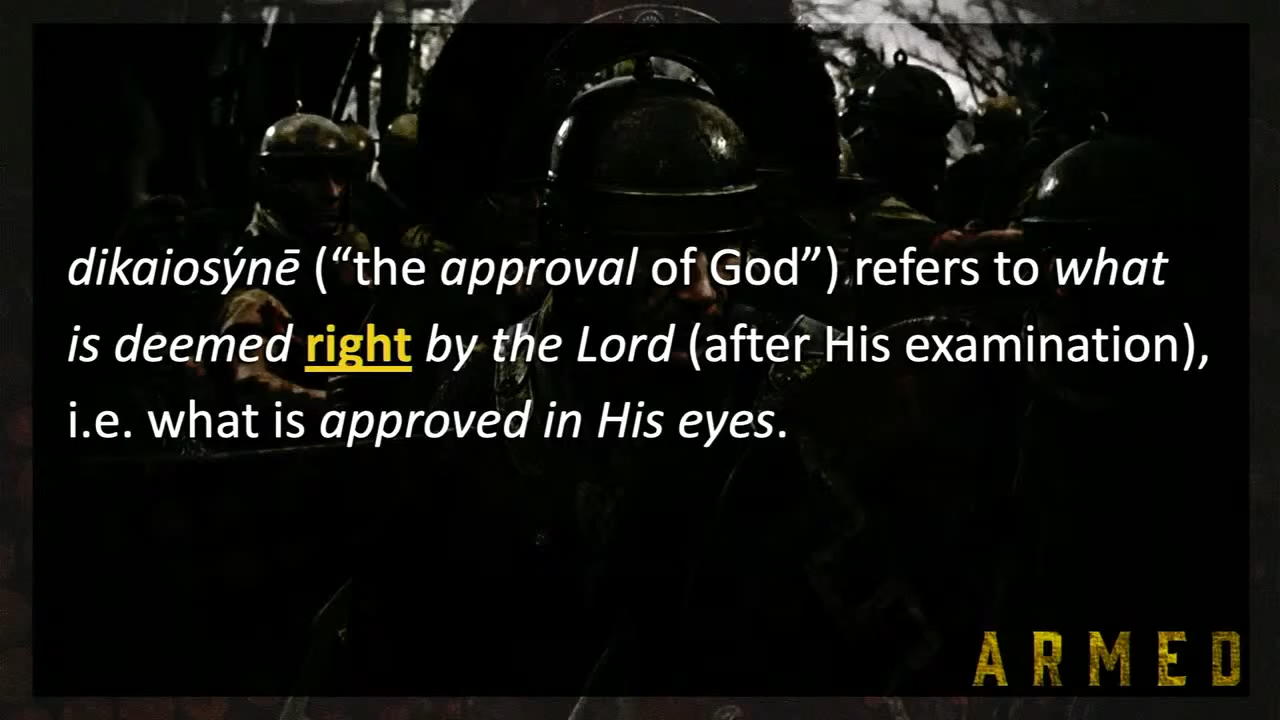 dikaiosýnē (“the approval of God”) refers to what
is deemed right by the Lord (after His examination),
i.e. what is approved in His eyes.
ARMED